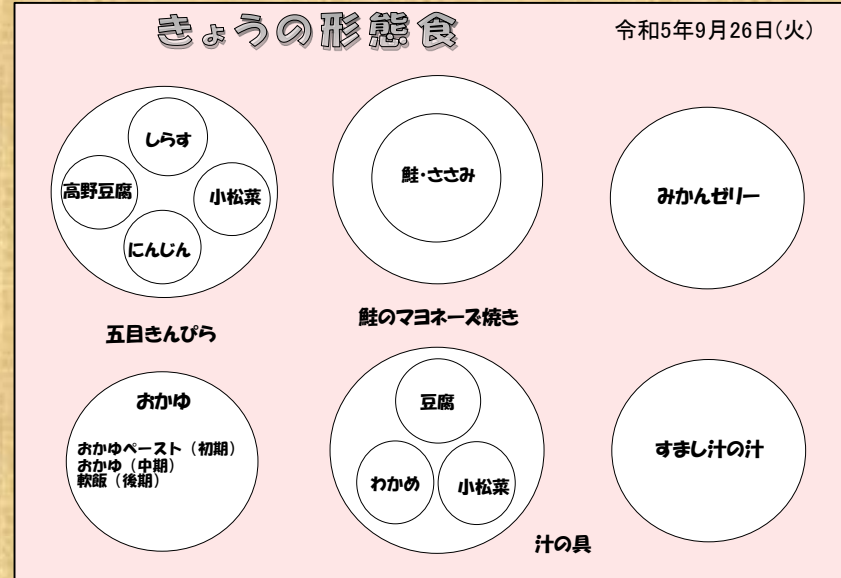 きょうの形態食
令和5年9月26日(火)
しらす
高野豆腐
小松菜
にんじん
五目きんぴら
鮭・ささみ
鮭のマヨネーズ焼き
みかんゼリー
おかゆ
おかゆペースト（初期）
おかゆ（中期）
軟飯（後期）
豆腐
わかめ
小松菜
汁の具
すまし汁の汁